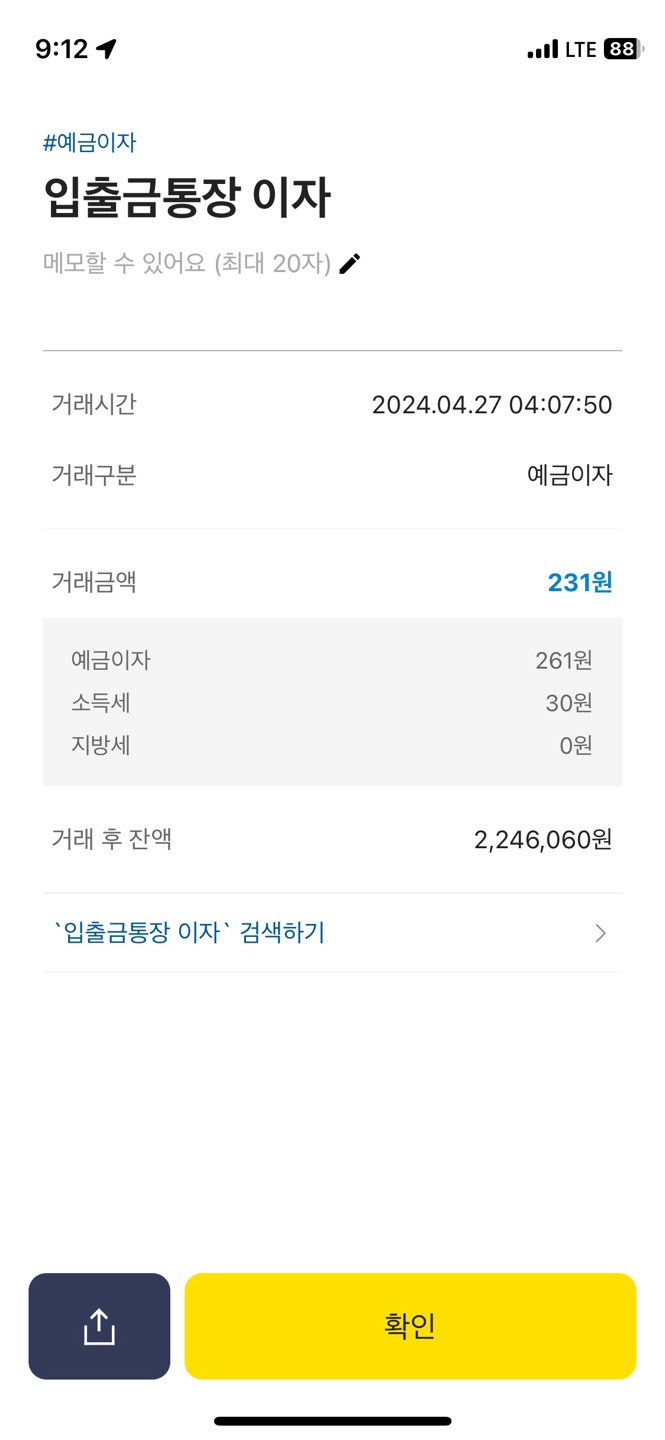 9:12 LTE 88
#예금이자
입출금통장 이자
메모할 수 있어요 (최대 20자)
거래시간 2024.04.27 04:07:50
거래구분 예금이자
거래금액 231원
예금이자 261원
소득세 30원
지방세 0원
거래 후 잔액 2,246,060원
`입출금통장 이자` 검색하기
확인